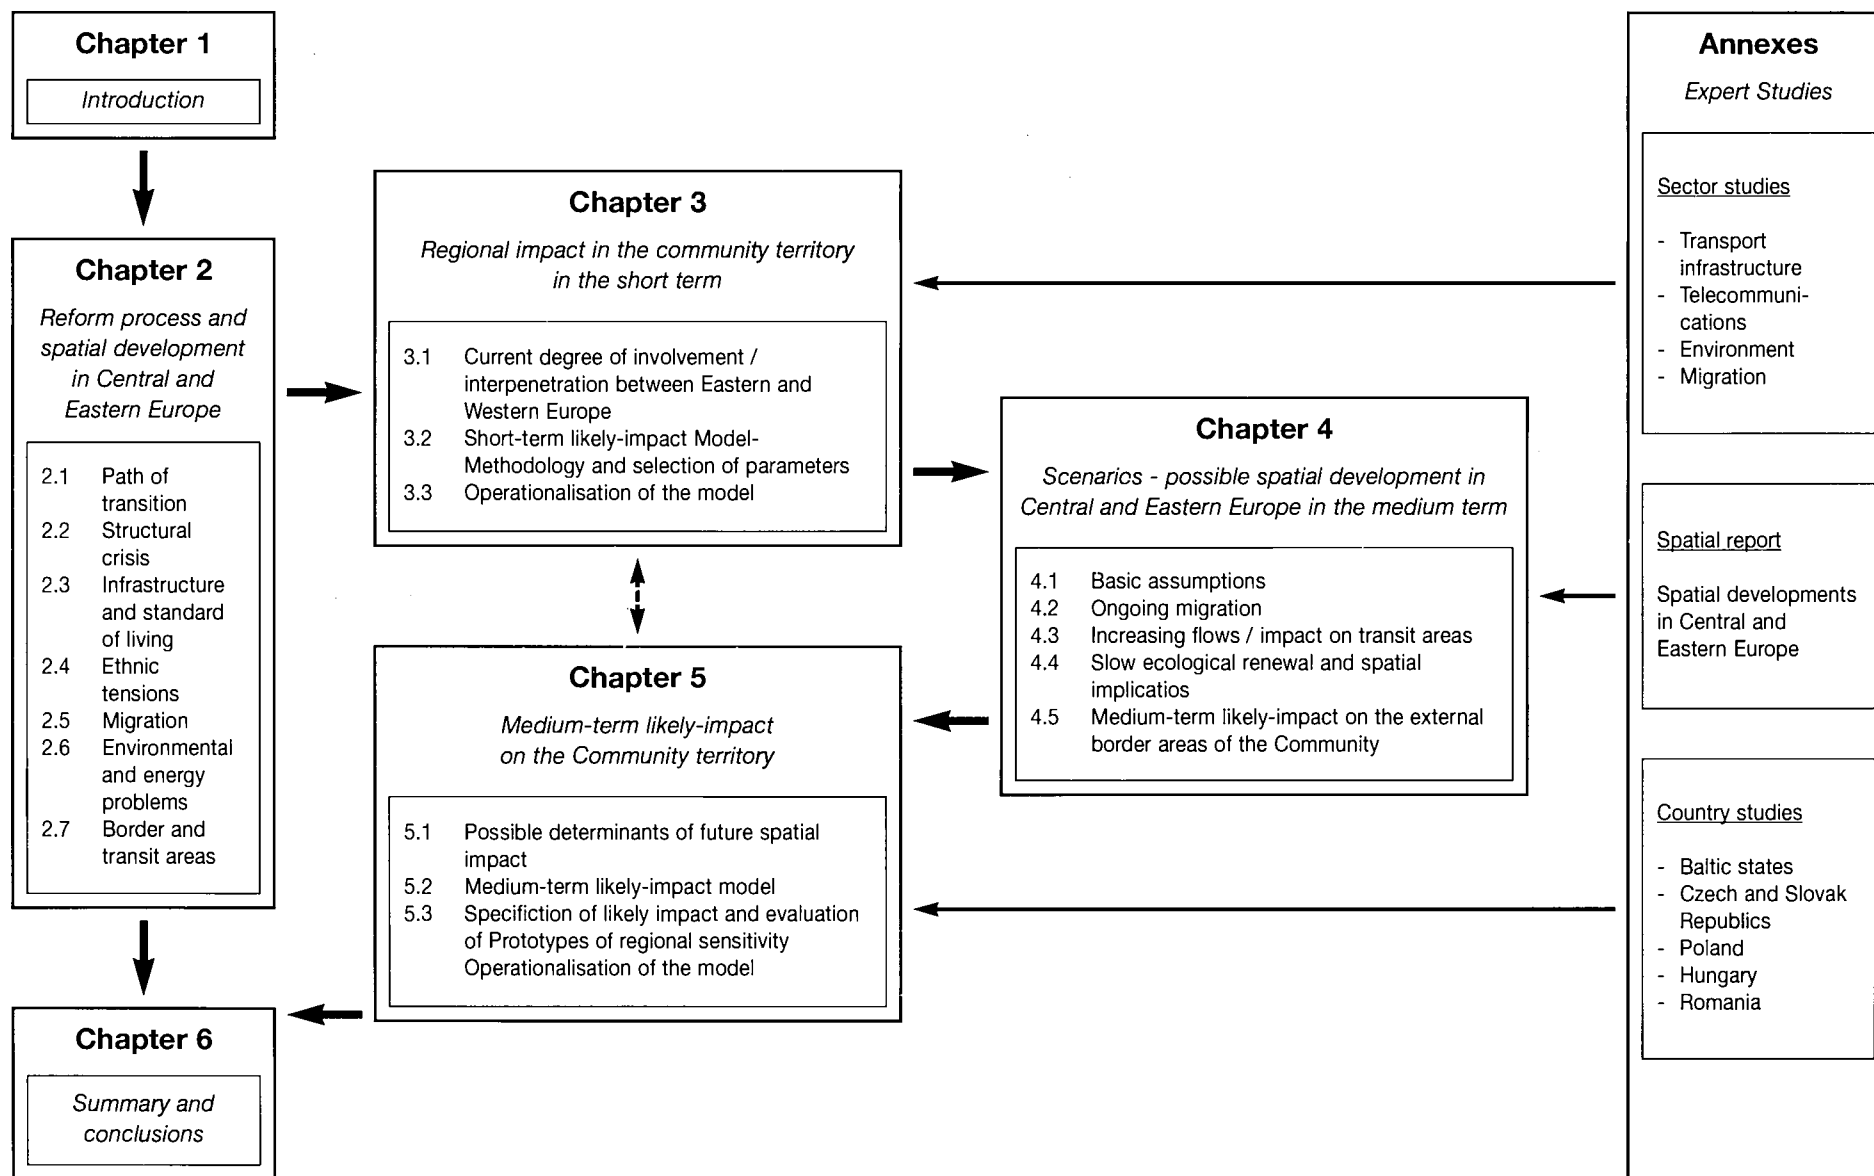 Chapter 1
Introduction
Chapter 2
Reform process and
spatial development
in Central and
Eastern Europe
2.1 Path of
transition
2.2 Structural
crisis
2.3 Infrastructure
and standard
of living
2.4 Ethnic
tensions
2.5 Migration
2.6 Environmental
and energy
problems
2.7 Border and
transit areas
Chapter 3
Regional impact in the community territory
in the short term
3.1 Current degree of involvement /
interpenetration between Eastern and
Western Europe
3.2 Short-term likely-impact Model-
Methodology and selection of parameters
3.3 Operationalisation of the model
Chapter 4
Scenarics - possible spatial development in
Central and Eastern Europe in the medium term
4.1 Basic assumptions
4.2 Ongoing migration
4.3 Increasing flows / impact on transit areas
4.4 Slow ecological renewal and spatial
implicatios
4.5 Medium-term likely-impact on the external
border areas of the Community
Chapter 5
Medium-term likely-impact
on the Community territory
5.1 Possible determinants of future spatial
impact
5.2 Medium-term likely-impact model
5.3 Specifiction of likely impact and evaluation
of Prototypes of regional sensitivity
Operationalisation of the model
Chapter 6
Summary and
conclusions
Annexes
Expert Studies
Sector studies
- Transport
infrastructure
- Telecommuni-
cations
- Environment
- Migration
Spatial report
Spatial developments
in Central and
Eastern Europe
Country studies
- Baltic states
- Czech and Slovak
Republics
- Poland
- Hungary
- Romania